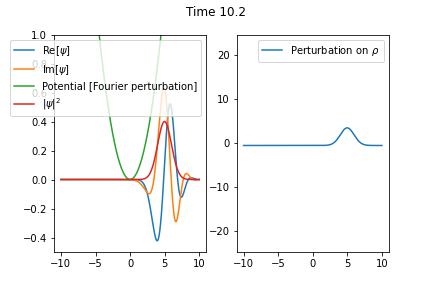 Time 10.2
Re[ψ]
Im[ψ]
Potential [Fourier perturbation]
|ψ|²
1.0
0.8
0.6
0.4
0.2
0.0
−0.2
−0.4
−10 −5 0 5 10
Perturbation on ρ
20
10
0
−10
−20
−10 −5 0 5 10